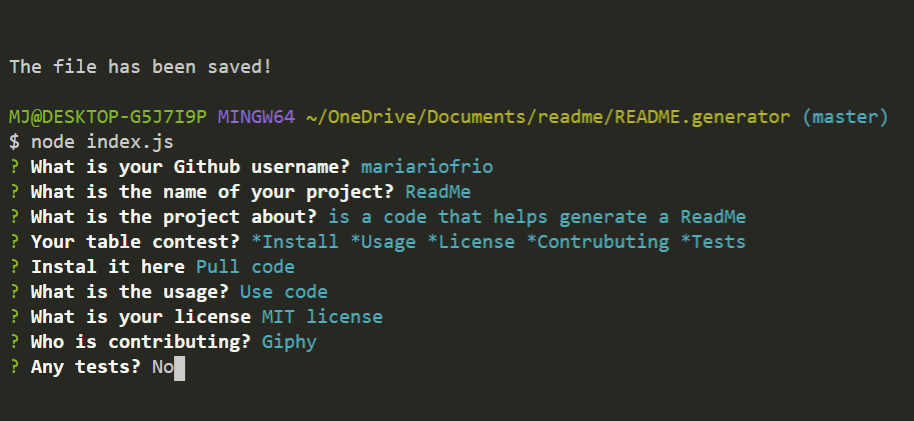 The file has been saved!
MJ@DESKTOP-G5J7I9P MINGW64 ~/OneDrive/Documents/readme/README.generator (master)
$ node index.js
? What is your Github username? mariariofrio
? What is the name of your project? ReadMe
? What is the project about? is a code that helps generate a ReadMe
? Your table contest? *Install *Usage *License *Contrubuting *Tests
? Instal it here Pull code
? What is the usage? Use code
? What is your license MIT license
? Who is contributing? Giphy
? Any tests? No